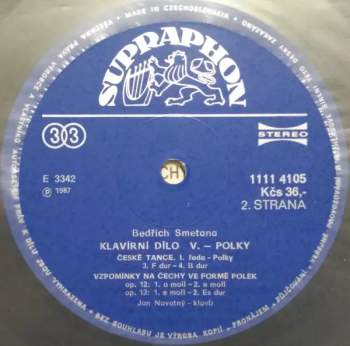 MADE IN CZECHOSLOVAKIA
SUPRAPHON
33
STEREO
CH
E 3342
Ⓟ 1987
1111 4105
Kčs 36,-
2. STRANA
Bedřich Smetana
KLAVÍRNÍ DÍLO V. – POLKY
ČESKÉ TANCE. I. řada - Polky
3. F dur – 4. B dur
VZPOMÍNKY NA ČECHY VE FORMĚ POLEK
op. 12: 1. a moll – 2. e moll
op. 13: 1. e moll – 2. Es dur
Jan Novotný – klavír
BEZ SOUHLASU JE VÝROBA KOPIÍ, PRONÁJEM, PŮJČOVÁNÍ